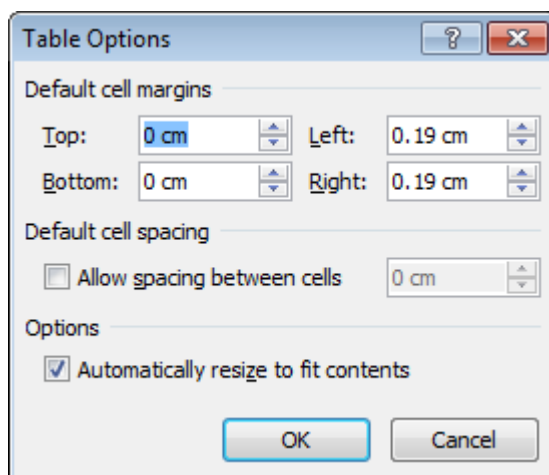 Table Options
Default cell margins
Top: 0 cm Left: 0.19 cm
Bottom: 0 cm Right: 0.19 cm
Default cell spacing
Allow spacing between cells 0 cm
Options
Automatically resize to fit contents
OK Cancel